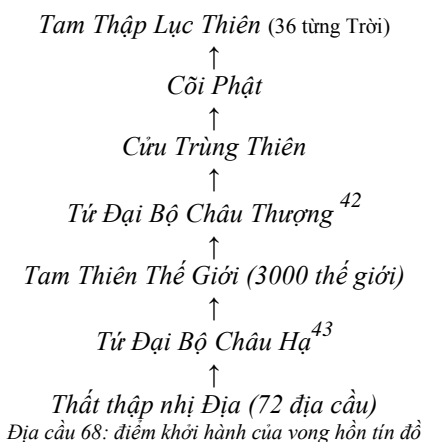 Tam Thập Lục Thiên (36 từng Trời)
↑
Cõi Phật
↑
Cửu Trùng Thiên
↑
Tứ Đại Bộ Châu Thượng 42
↑
Tam Thiên Thế Giới (3000 thế giới)
↑
Tứ Đại Bộ Châu Hạ43
↑
Thất thập nhị Địa (72 địa cầu)
Địa cầu 68: điểm khởi hành của vong hồn tín đồ